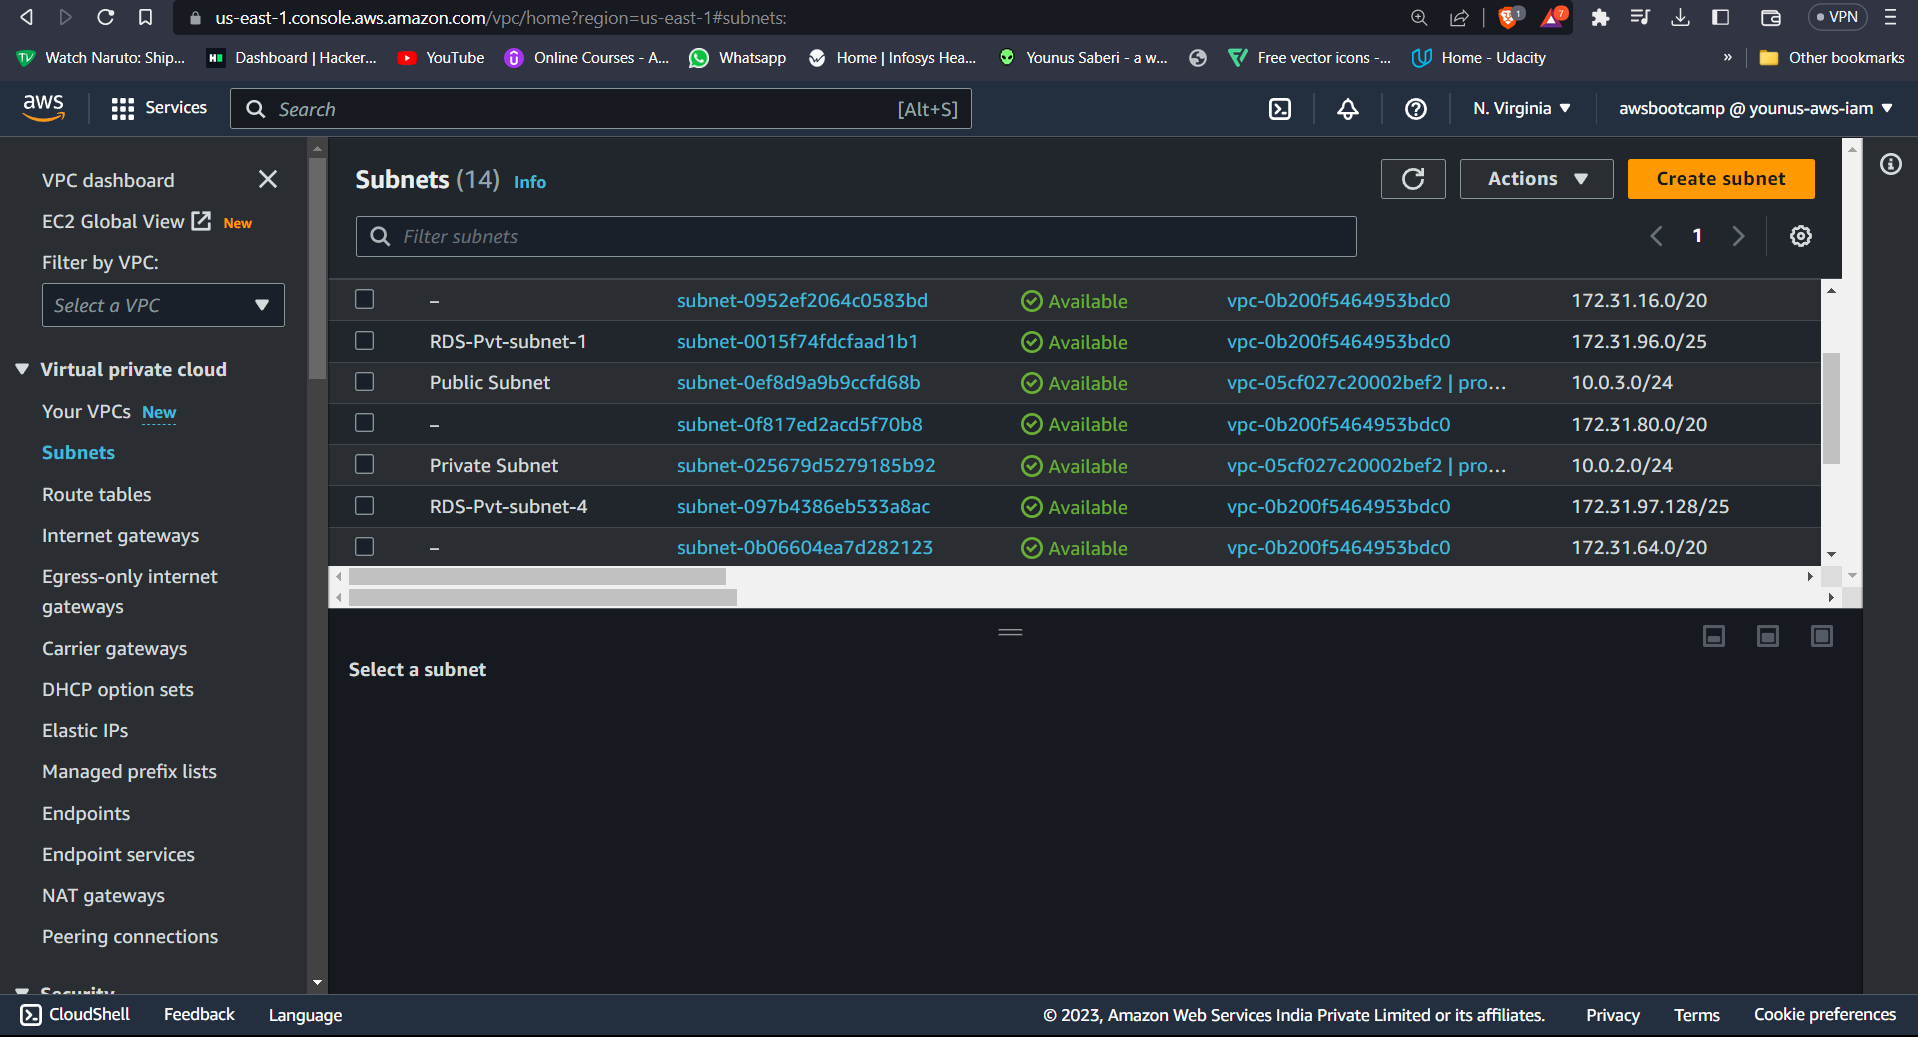 us-east-1.console.aws.amazon.com/vpc/home?region=us-east-1#subnets:
1
7
VPN
Watch Naruto: Ship...
Dashboard | Hacker...
YouTube
Online Courses - A...
Whatsapp
Home | Infosys Hea...
Younus Saberi - a w...
Free vector icons -...
Home - Udacity
»
Other bookmarks
aws
Services
Search
[Alt+S]
N. Virginia
awsbootcamp @ younus-aws-iam
VPC dashboard
EC2 Global View New
Filter by VPC:
Select a VPC
Virtual private cloud
Your VPCs New
Subnets
Route tables
Internet gateways
Egress-only internet
gateways
Carrier gateways
DHCP option sets
Elastic IPs
Managed prefix lists
Endpoints
Endpoint services
NAT gateways
Peering connections
Security
Subnets (14) Info
Actions
Create subnet
Filter subnets
1
– subnet-0952ef2064c0583bd Available vpc-0b200f5464953bdc0 172.31.16.0/20
RDS-Pvt-subnet-1 subnet-0015f74fdcfaad1b1 Available vpc-0b200f5464953bdc0 172.31.96.0/25
Public Subnet subnet-0ef8d9a9b9ccfd68b Available vpc-05cf027c20002bef2 | pro... 10.0.3.0/24
– subnet-0f817ed2acd5f70b8 Available vpc-0b200f5464953bdc0 172.31.80.0/20
Private Subnet subnet-025679d5279185b92 Available vpc-05cf027c20002bef2 | pro... 10.0.2.0/24
RDS-Pvt-subnet-4 subnet-097b4386eb533a8ac Available vpc-0b200f5464953bdc0 172.31.97.128/25
– subnet-0b06604ea7d282123 Available vpc-0b200f5464953bdc0 172.31.64.0/20
Select a subnet
CloudShell
Feedback
Language
© 2023, Amazon Web Services India Private Limited or its affiliates.
Privacy
Terms
Cookie preferences